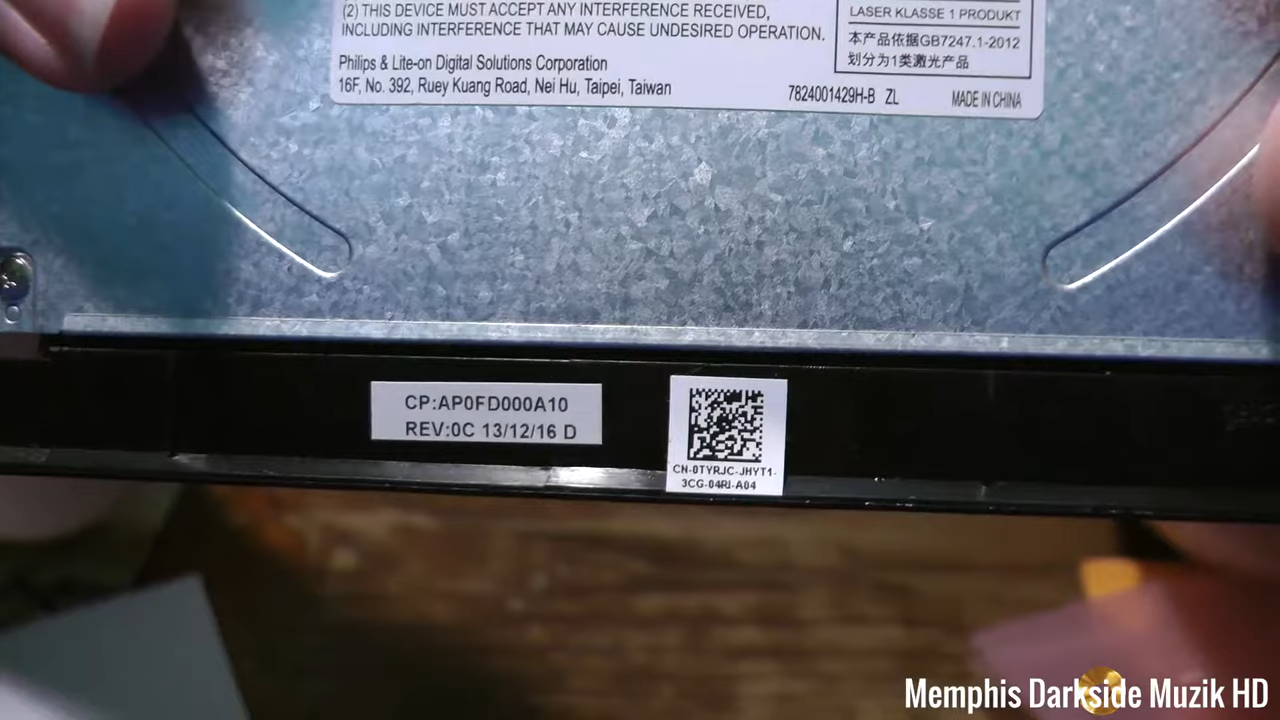 (2) THIS DEVICE MUST ACCEPT ANY INTERFERENCE RECEIVED,
INCLUDING INTERFERENCE THAT MAY CAUSE UNDESIRED OPERATION.
Philips & Lite-on Digital Solutions Corporation
16F, No. 392, Ruey Kuang Road, Nei Hu, Taipei, Taiwan
7824001429H-B ZL
MADE IN CHINA
LASER KLASSE 1 PRODUKT
本产品依据GB7247.1-2012
划分为1类激光产品
CP:AP0FD000A10
REV:0C 13/12/16 D
CN-0TYRJC-JHYT1-
3CG-04RJ-A04
Memphis Darkside Muzik HD